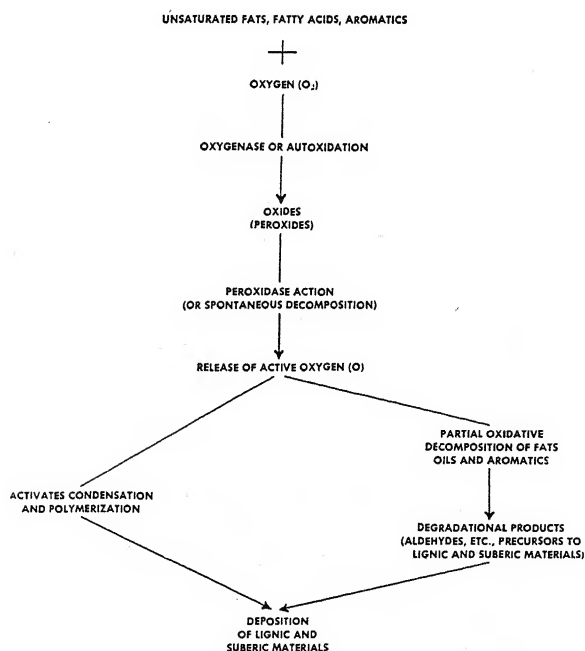 UNSATURATED FATS, FATTY ACIDS, AROMATICS
+
OXYGEN (O₂)
OXYGENASE OR AUTOXIDATION
OXIDES
(PEROXIDES)
PEROXIDASE ACTION
(OR SPONTANEOUS DECOMPOSITION)
RELEASE OF ACTIVE OXYGEN (O)
PARTIAL OXIDATIVE
DECOMPOSITION OF FATS
OILS AND AROMATICS
ACTIVATES CONDENSATION
AND POLYMERIZATION
DEGRADATIONAL PRODUCTS
(ALDEHYDES, ETC., PRECURSORS TO
LIGNIC AND SUBERIC MATERIALS)
DEPOSITION
OF LIGNIC AND
SUBERIC MATERIALS